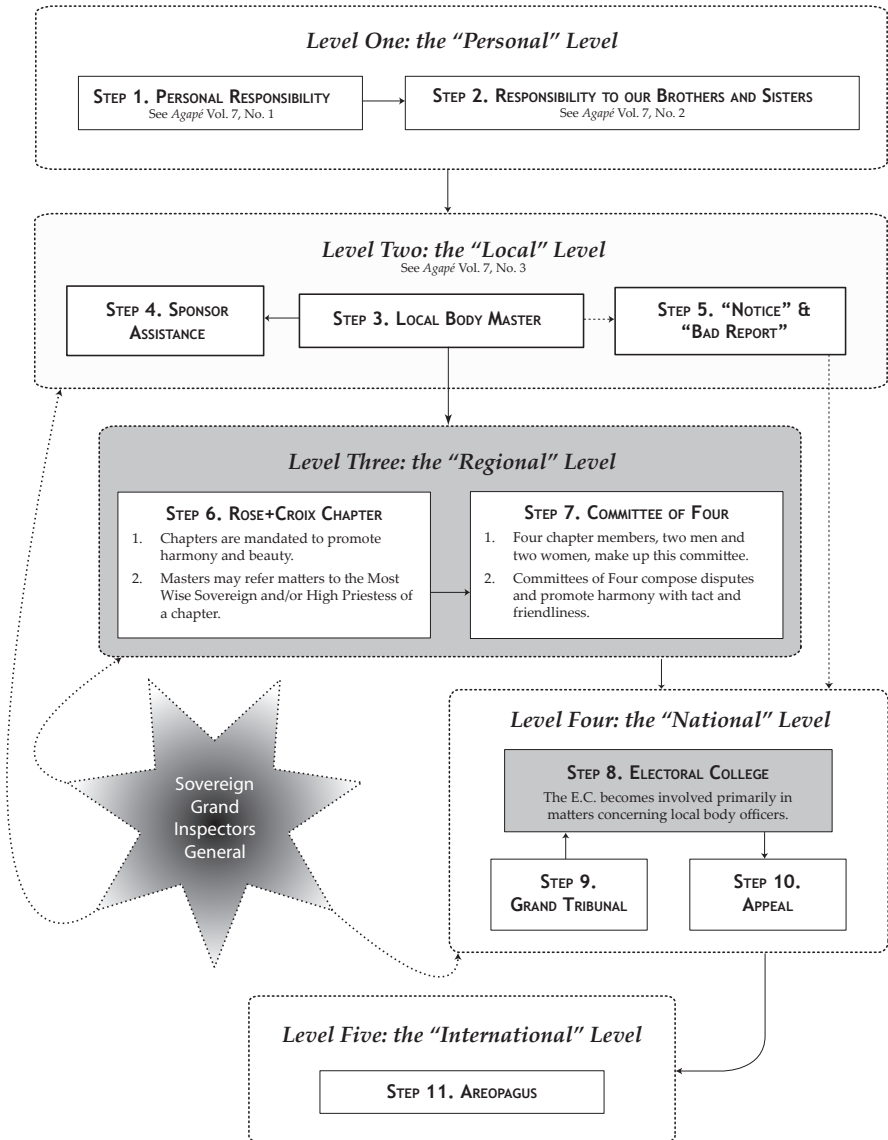 Level One: the “Personal” Level
Step 1. Personal Responsibility
See Agapé Vol. 7, No. 1
Step 2. Responsibility to our Brothers and Sisters
See Agapé Vol. 7, No. 2
Level Two: the “Local” Level
See Agapé Vol. 7, No. 3
Step 4. Sponsor
Assistance
Step 3. Local Body Master
Step 5. “Notice” &
“Bad Report”
Level Three: the “Regional” Level
Step 6. Rose+Croix Chapter
1. Chapters are mandated to promote
harmony and beauty.
2. Masters may refer matters to the Most
Wise Sovereign and/or High Priestess of
a chapter.
Step 7. Committee of Four
1. Four chapter members, two men and
two women, make up this committee.
2. Committees of Four compose disputes
and promote harmony with tact and
friendliness.
Sovereign
Grand
Inspectors
General
Level Four: the “National” Level
Step 8. Electoral College
The E.C. becomes involved primarily in
matters concerning local body officers.
Step 9.
Grand Tribunal
Step 10.
Appeal
Level Five: the “International” Level
Step 11. Areopagus